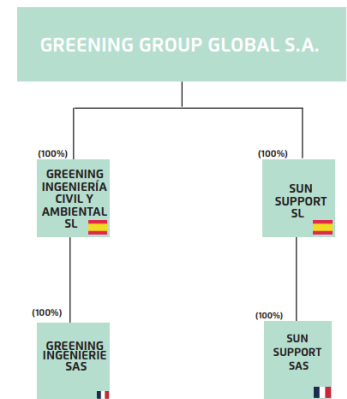 GREENING GROUP GLOBAL S.A.
(100%)
GREENING
INGENIERÍA
CIVIL Y
AMBIENTAL
SL
(100%)
SUN
SUPPORT
SL
(100%)
GREENING
INGENIERIE
SAS
(100%)
SUN
SUPPORT
SAS